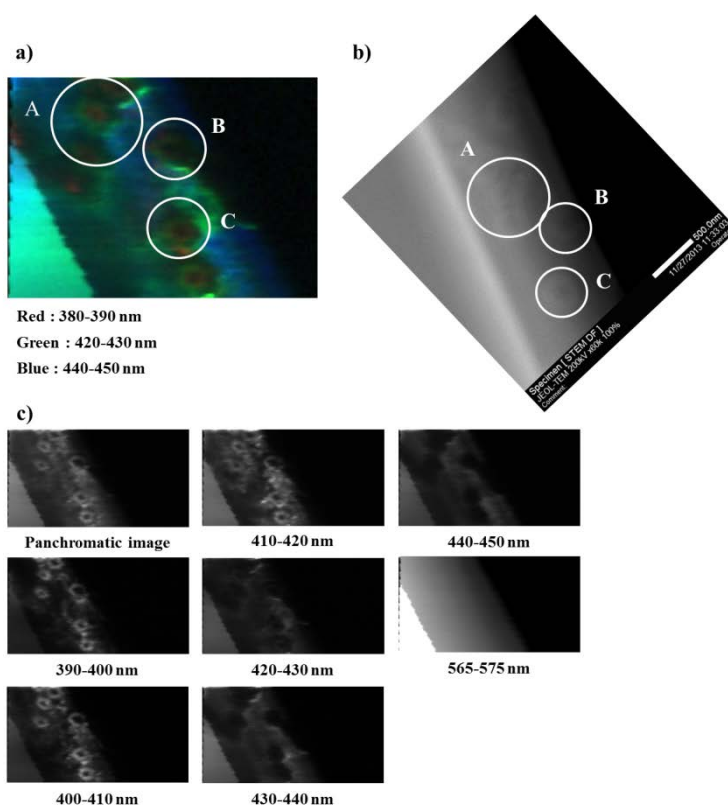 a)
A
B
C
Red : 380-390 nm
Green : 420-430 nm
Blue : 440-450 nm
b)
A
B
C
500.0nm
11/27/2013 11:33:03
Specimen [ STEM DF ]
JEOL-TEM 200kV x60k 100%
Comment
c)
Panchromatic image
410-420 nm
440-450 nm
390-400 nm
420-430 nm
565-575 nm
400-410 nm
430-440 nm